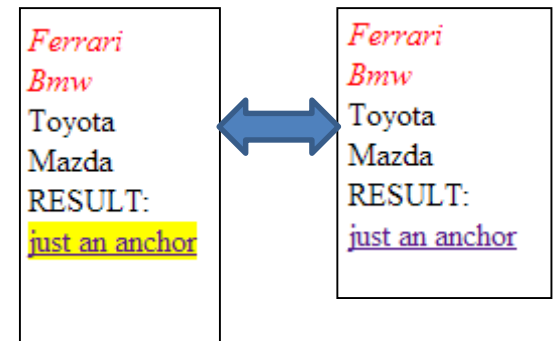 Ferrari
Bmw
Toyota
Mazda
RESULT:
just an anchor
Ferrari
Bmw
Toyota
Mazda
RESULT:
just an anchor